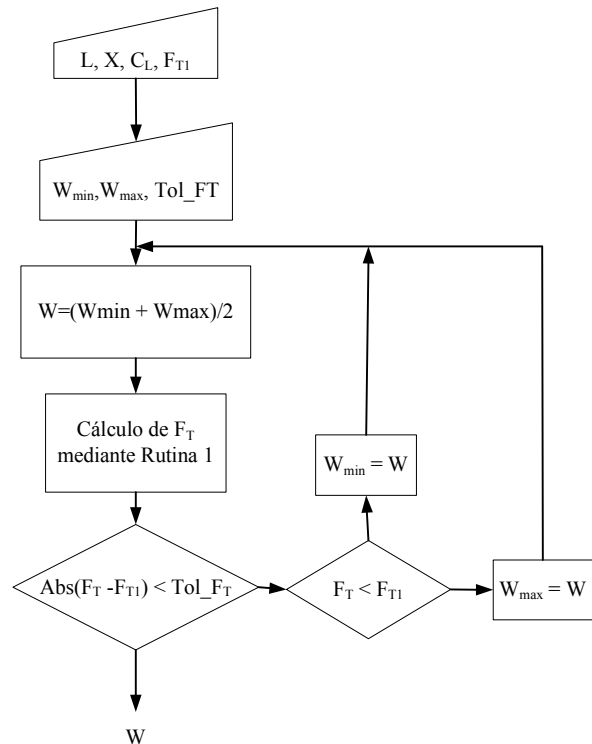 L, X, C_L, F_T1
W_min,W_max, Tol_FT
W=(Wmin + Wmax)/2
Cálculo de F_T
mediante Rutina 1
W_min = W
Abs(F_T -F_T1) < Tol_F_T
F_T < F_T1
W_max = W
W